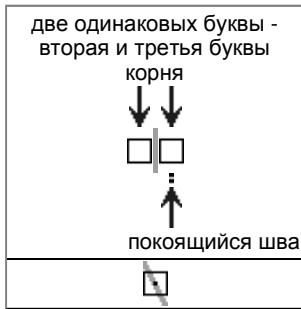 две одинаковых буквы -
вторая и третья буквы
корня
покоящийся шва